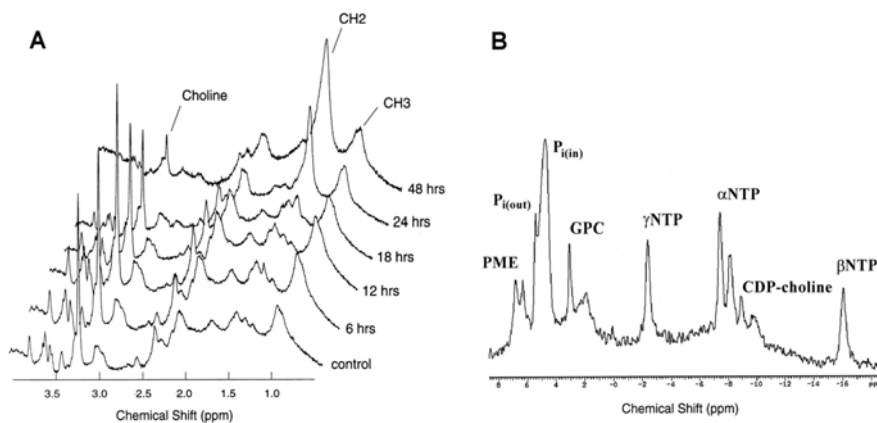 A
CH2
Choline
CH3
48 hrs
24 hrs
18 hrs
12 hrs
6 hrs
control
3.5 3.0 2.5 2.0 1.5 1.0
Chemical Shift (ppm)
B
Pi(in)
Pi(out)
PME
GPC
γNTP
αNTP
CDP-choline
βNTP
8 6 4 2 0 -2 -4 -6 -8 -10 -12 -14 -16
Chemical Shift (ppm)